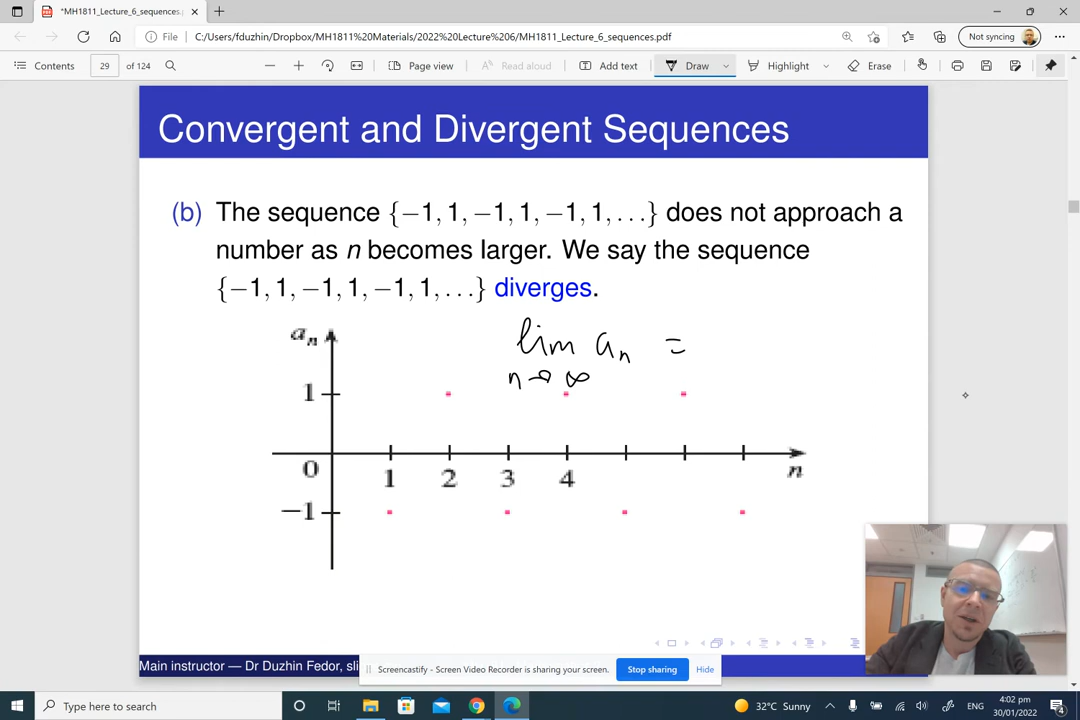 *MH1811_Lecture_6_sequences.p
File
C:/Users/fduzhin/Dropbox/MH1811%20Materials/2022%20Lecture%206/MH1811_Lecture_6_sequences.pdf
Not syncing
Contents
29 of 124
Page view
Read aloud
Add text
Draw
Highlight
Erase
Convergent and Divergent Sequences
(b) The sequence {−1, 1, −1, 1, −1, 1, . . .} does not approach a
number as n becomes larger. We say the sequence
{−1, 1, −1, 1, −1, 1, . . .} diverges.
aₙ
lim aₙ =
n→∞
1
0
1 2 3 4
n
−1
Main instructor — Dr Duzhin Fedor, sli
Screencastify - Screen Video Recorder is sharing your screen.
Stop sharing
Hide
Type here to search
32°C Sunny
ENG
4:02 pm
30/01/2022
4